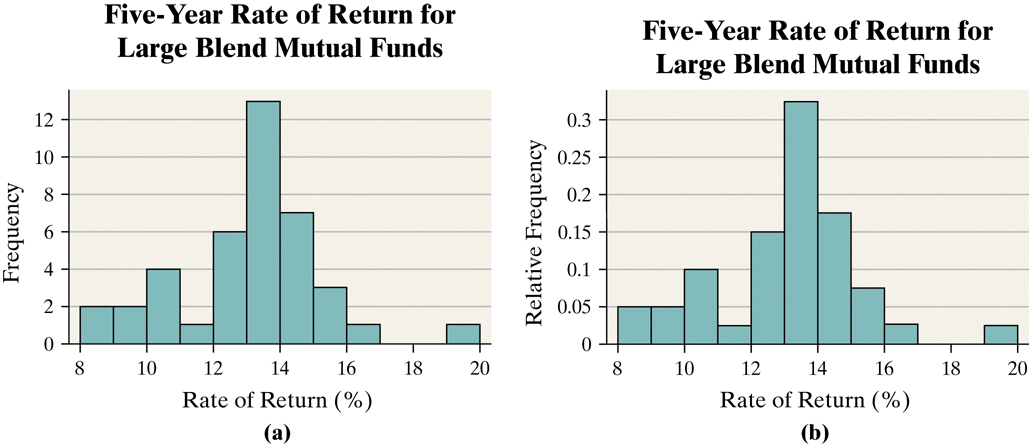 Five-Year Rate of Return for
Large Blend Mutual Funds
Frequency
12
10
8
6
4
2
0
8 10 12 14 16 18 20
Rate of Return (%)
(a)
Five-Year Rate of Return for
Large Blend Mutual Funds
Relative Frequency
0.3
0.25
0.2
0.15
0.1
0.05
0
8 10 12 14 16 18 20
Rate of Return (%)
(b)